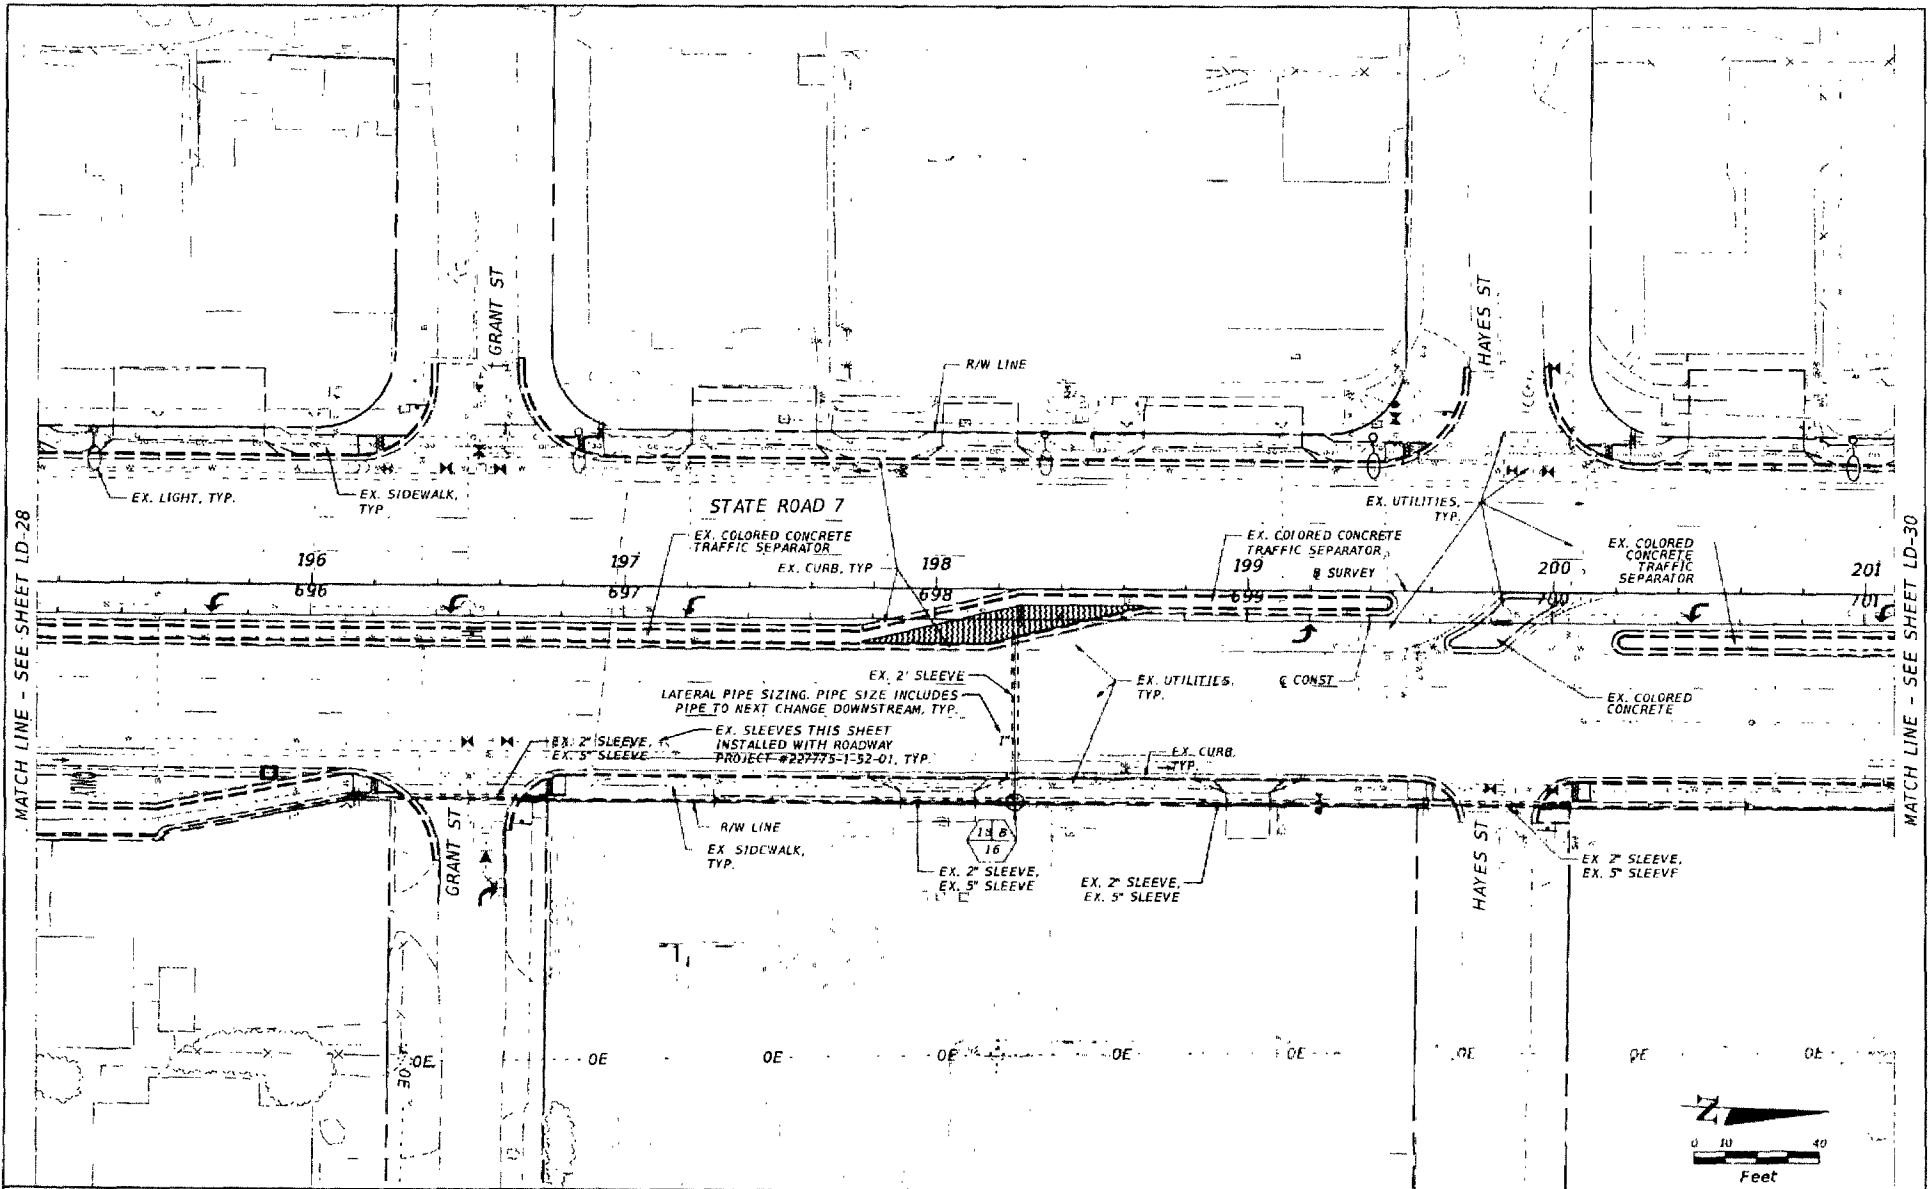 GRANT ST
HAYES ST
R/W LINE
EX. LIGHT, TYP.
EX. SIDEWALK,
TYP
STATE ROAD 7
EX. COLORED CONCRETE
TRAFFIC SEPARATOR
EX. CURB, TYP
EX. COLORED CONCRETE
TRAFFIC SEPARATOR
EX. UTILITIES,
TYP.
EX. COLORED
CONCRETE
TRAFFIC
SEPARATOR
B SURVEY
196
197
198
199
200
201
696
697
698
699
700
701
MATCH LINE - SEE SHEET LD-28
MATCH LINE - SEE SHEET LD-30
EX. 2' SLEEVE
LATERAL PIPE SIZING. PIPE SIZE INCLUDES
PIPE TO NEXT CHANGE DOWNSTREAM, TYP.
EX. SLEEVES THIS SHEET
INSTALLED WITH ROADWAY
PROJECT #227775-1-52-01, TYP.
EX. 2" SLEEVE,
EX. 5" SLEEVE
1"
EX. UTILITIES,
TYP.
℄ CONST
EX. COLORED
CONCRETE
EX. CURB,
TYP.
R/W LINE
EX SIDEWALK,
TYP.
16
EX. 2" SLEEVE,
EX. 5" SLEEVE
EX. 2" SLEEVE,
EX. 5" SLEEVE
EX 2" SLEEVE,
EX. 5" SLEEVE
GRANT ST
HAYES ST
OE
OE
OE
OE
OE
OE
OE
OE
OE
OE
Z
0 10 40
Feet